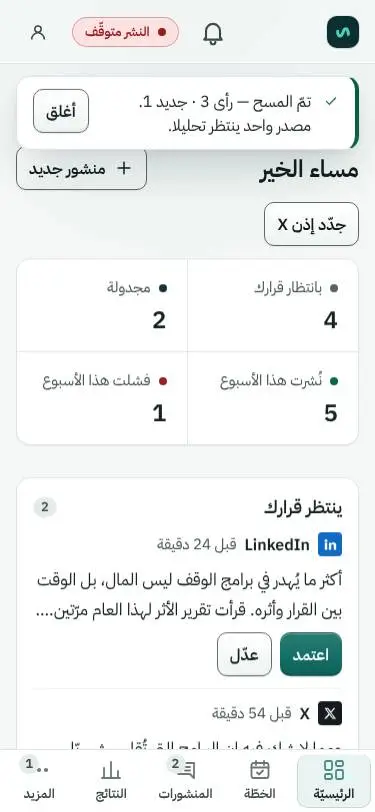 النشر متوقّف
تمّ المسح — رأى 3 · جديد 1.
مصدر واحد ينتظر تحليلا.
أغلق
مساء الخير
منشور جديد
جدّد إذن X
بانتظار قرارك
4
مجدولة
2
نُشرت هذا الأسبوع
5
فشلت هذا الأسبوع
1
ينتظر قرارك
2
LinkedIn قبل 24 دقيقة
أكثر ما يُهدر في برامج الوقف ليس المال، بل الوقت
بين القرار وأثره. قرأت تقرير الأثر لهذا العام مرّتين....
اعتمد
عدّل
X قبل 54 دقيقة
الرئيسيّة
الخطّة
المنشورات
2
النتائج
المزيد
1